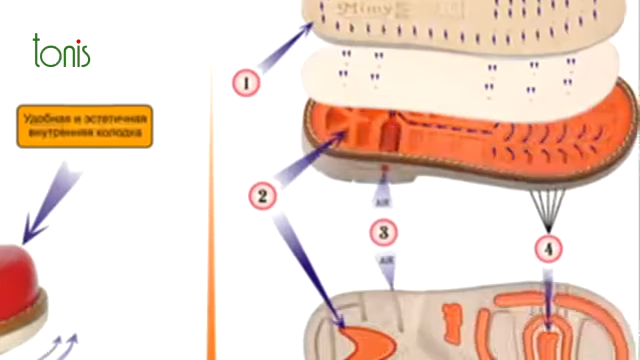 tonis
Mimy
1
Удобная и эстетичная
внутренняя колодка
2
AIR
3
4
AIR